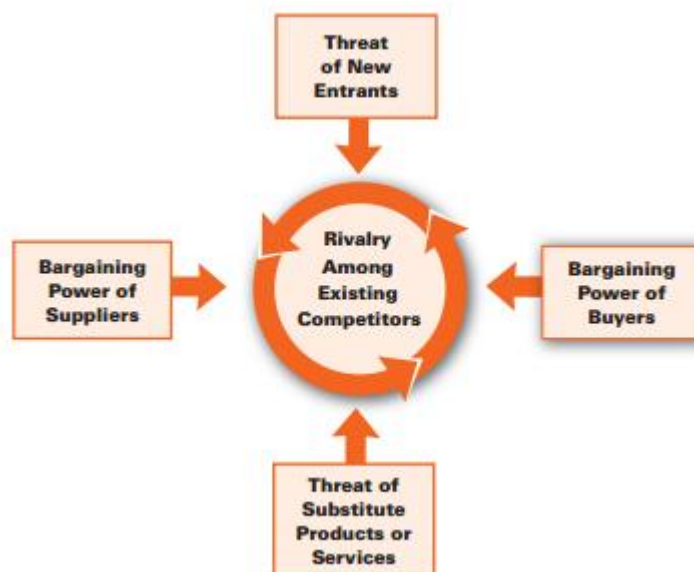 Threat
of New
Entrants
Rivalry
Among
Existing
Competitors
Bargaining
Power of
Suppliers
Bargaining
Power of
Buyers
Threat of
Substitute
Products or
Services